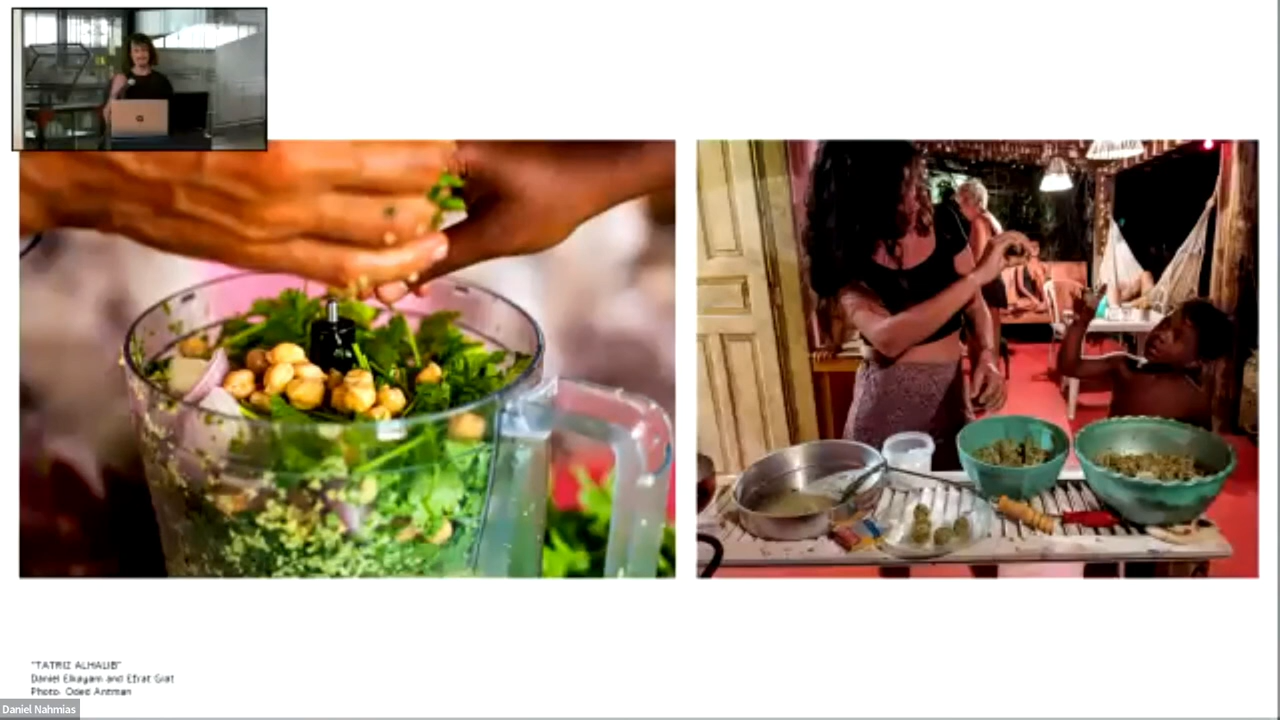 "TATRIZ ALHALIB"
Daniel Elkayam and Efrat Giat
Photo: Oded Antman
Daniel Nahmias